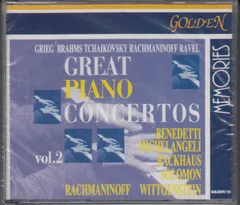 GOLDEN
GRIEG BRAHMS TCHAIKOVSKY RACHMANINOFF RAVEL
GREAT
PIANO
CONCERTOS
MEMORIES
BENEDETTI
MICHELANGELI
BACKHAUS
SOLOMON
vol.2
RACHMANINOFF WITTGENSTEIN